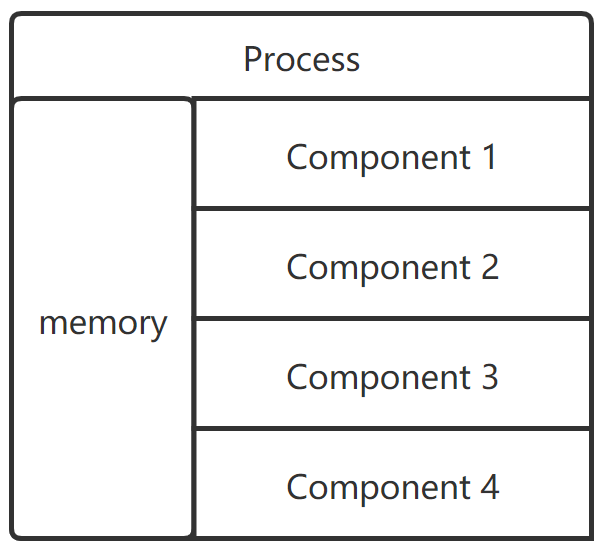 Process
Component 1
Component 2
memory
Component 3
Component 4